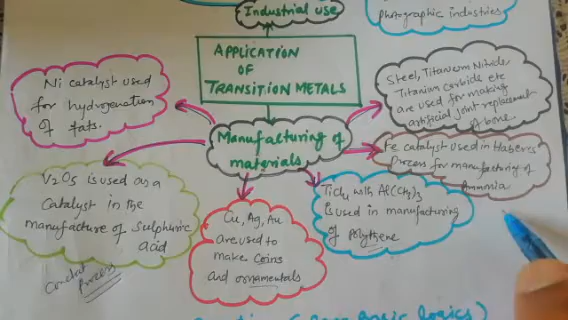 Industrial use
photographic industries.
APPLICATION
OF
TRANSITION METALS
Ni catalyst used
for hydrogenation
of fats.
Steel, Titanium Nitride
Titanium Carbide etc
are used for making
artificial joint replacement
of bone.
Manufacturing of
materials
Fe catalyst used in Habers
Process, for manufacturing of
Ammonia
V2O5 is used as a
Catalyst in the
manufacture of Sulphuric
acid
Contact
Process
Cu, Ag, Au
are used to
make Coins
and ornamentals
TiCl4 with Al(CH3)3
is used in manufacturing
of polythene